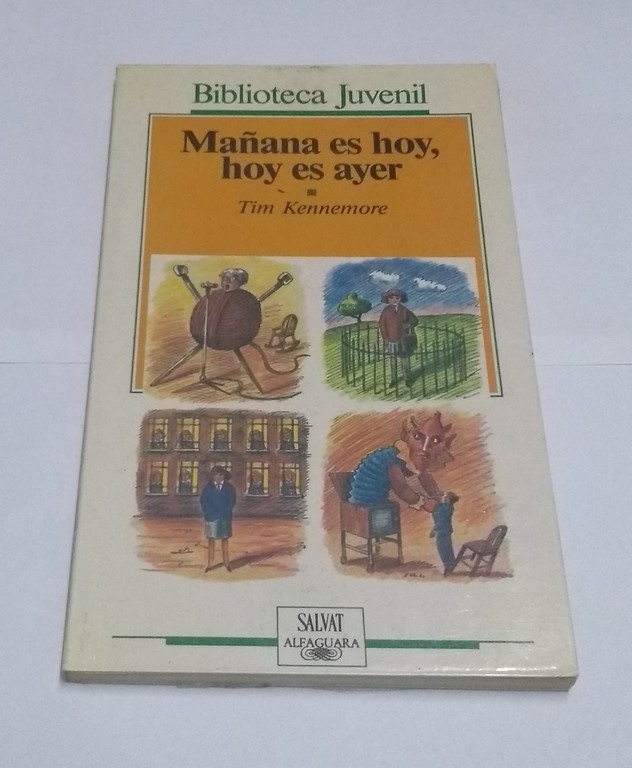 Biblioteca Juvenil
Mañana es hoy,
hoy es ayer
Tim Kennemore
SALVAT
ALFAGUARA